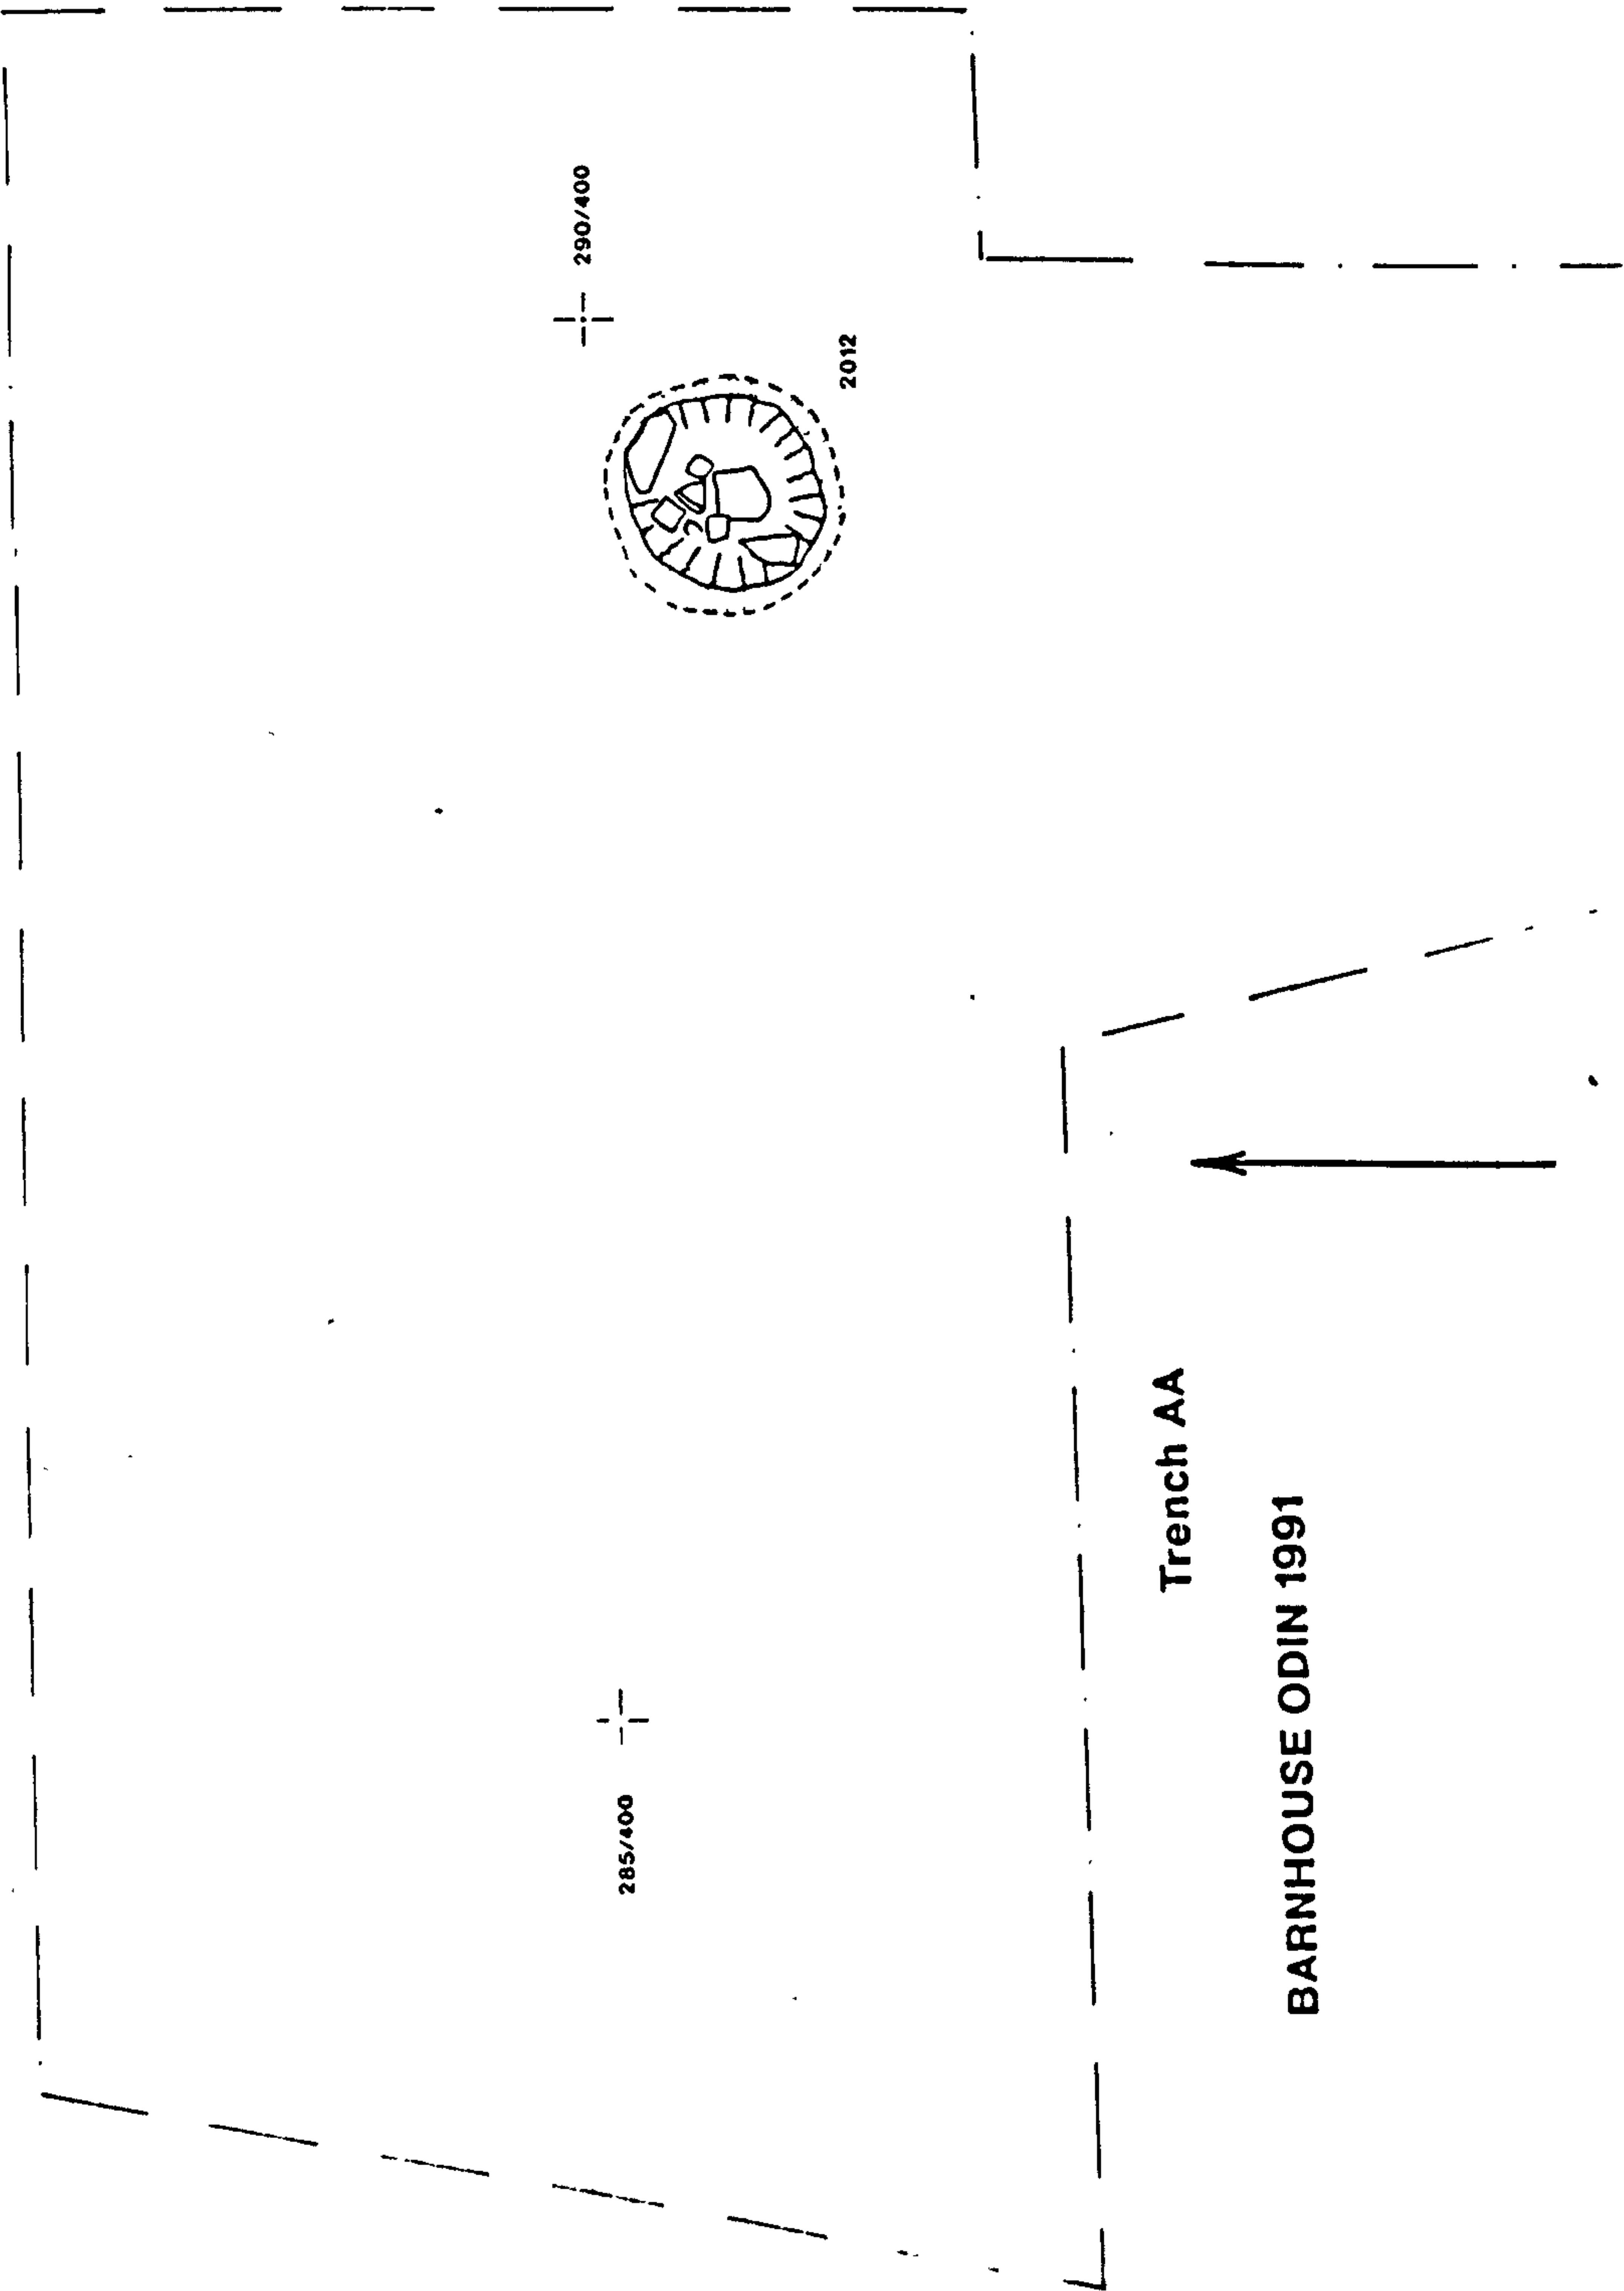 290/400
2012
285/400
Trench AA
BARNHOUSE ODIN 1991